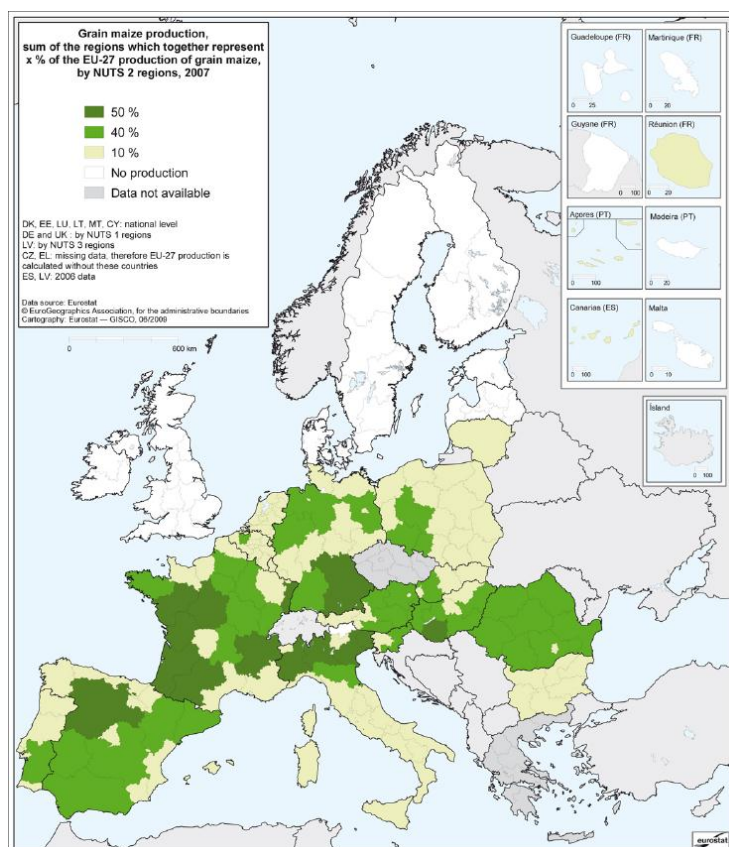 Grain maize production,
sum of the regions which together represent
x % of the EU-27 production of grain maize,
by NUTS 2 regions, 2007
50 %
40 %
10 %
No production
Data not available
DK, EE, LU, LT, MT, CY: national level
DE and UK : by NUTS 1 regions
LV: by NUTS 3 regions
CZ, EL: missing data, therefore EU-27 production is
calculated without these countries
ES, LV: 2006 data
Data source: Eurostat
© EuroGeographics Association, for the administrative boundaries
Cartography: Eurostat — GISCO, 06/2009
0 600 km
Guadeloupe (FR)
0 25
Martinique (FR)
0 20
Guyane (FR)
0 100
Réunion (FR)
0 20
Açores (PT)
0 100
Madeira (PT)
0 20
Canarias (ES)
0 100
Malta
0 10
Ísland
0 100
eurostat